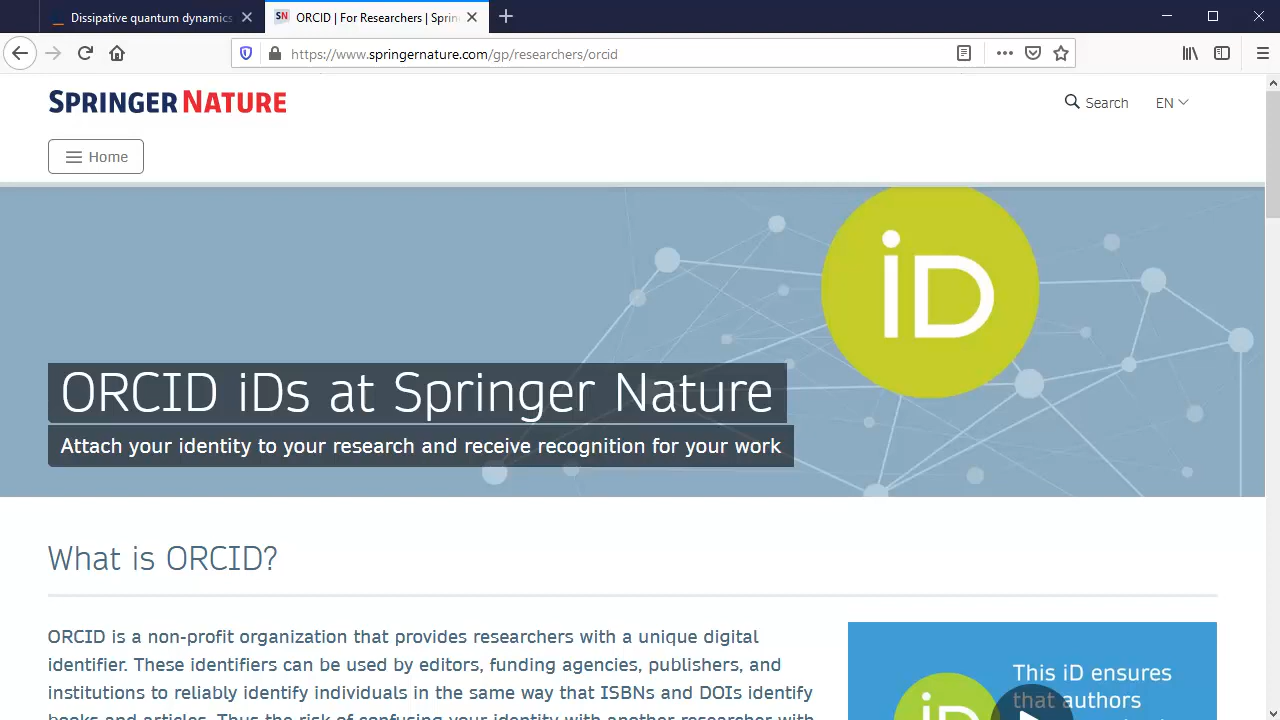 Dissipative quantum dynamics
ORCID | For Researchers | Sprin
https://www.springernature.com/gp/researchers/orcid
SPRINGER NATURE
Search
EN
Home
iD
ORCID iDs at Springer Nature
Attach your identity to your research and receive recognition for your work
What is ORCID?
ORCID is a non-profit organization that provides researchers with a unique digital
identifier. These identifiers can be used by editors, funding agencies, publishers, and
institutions to reliably identify individuals in the same way that ISBNs and DOIs identify
books and articles. Thus the risk of confusing your identity with another researcher with
This iD ensures
that authors